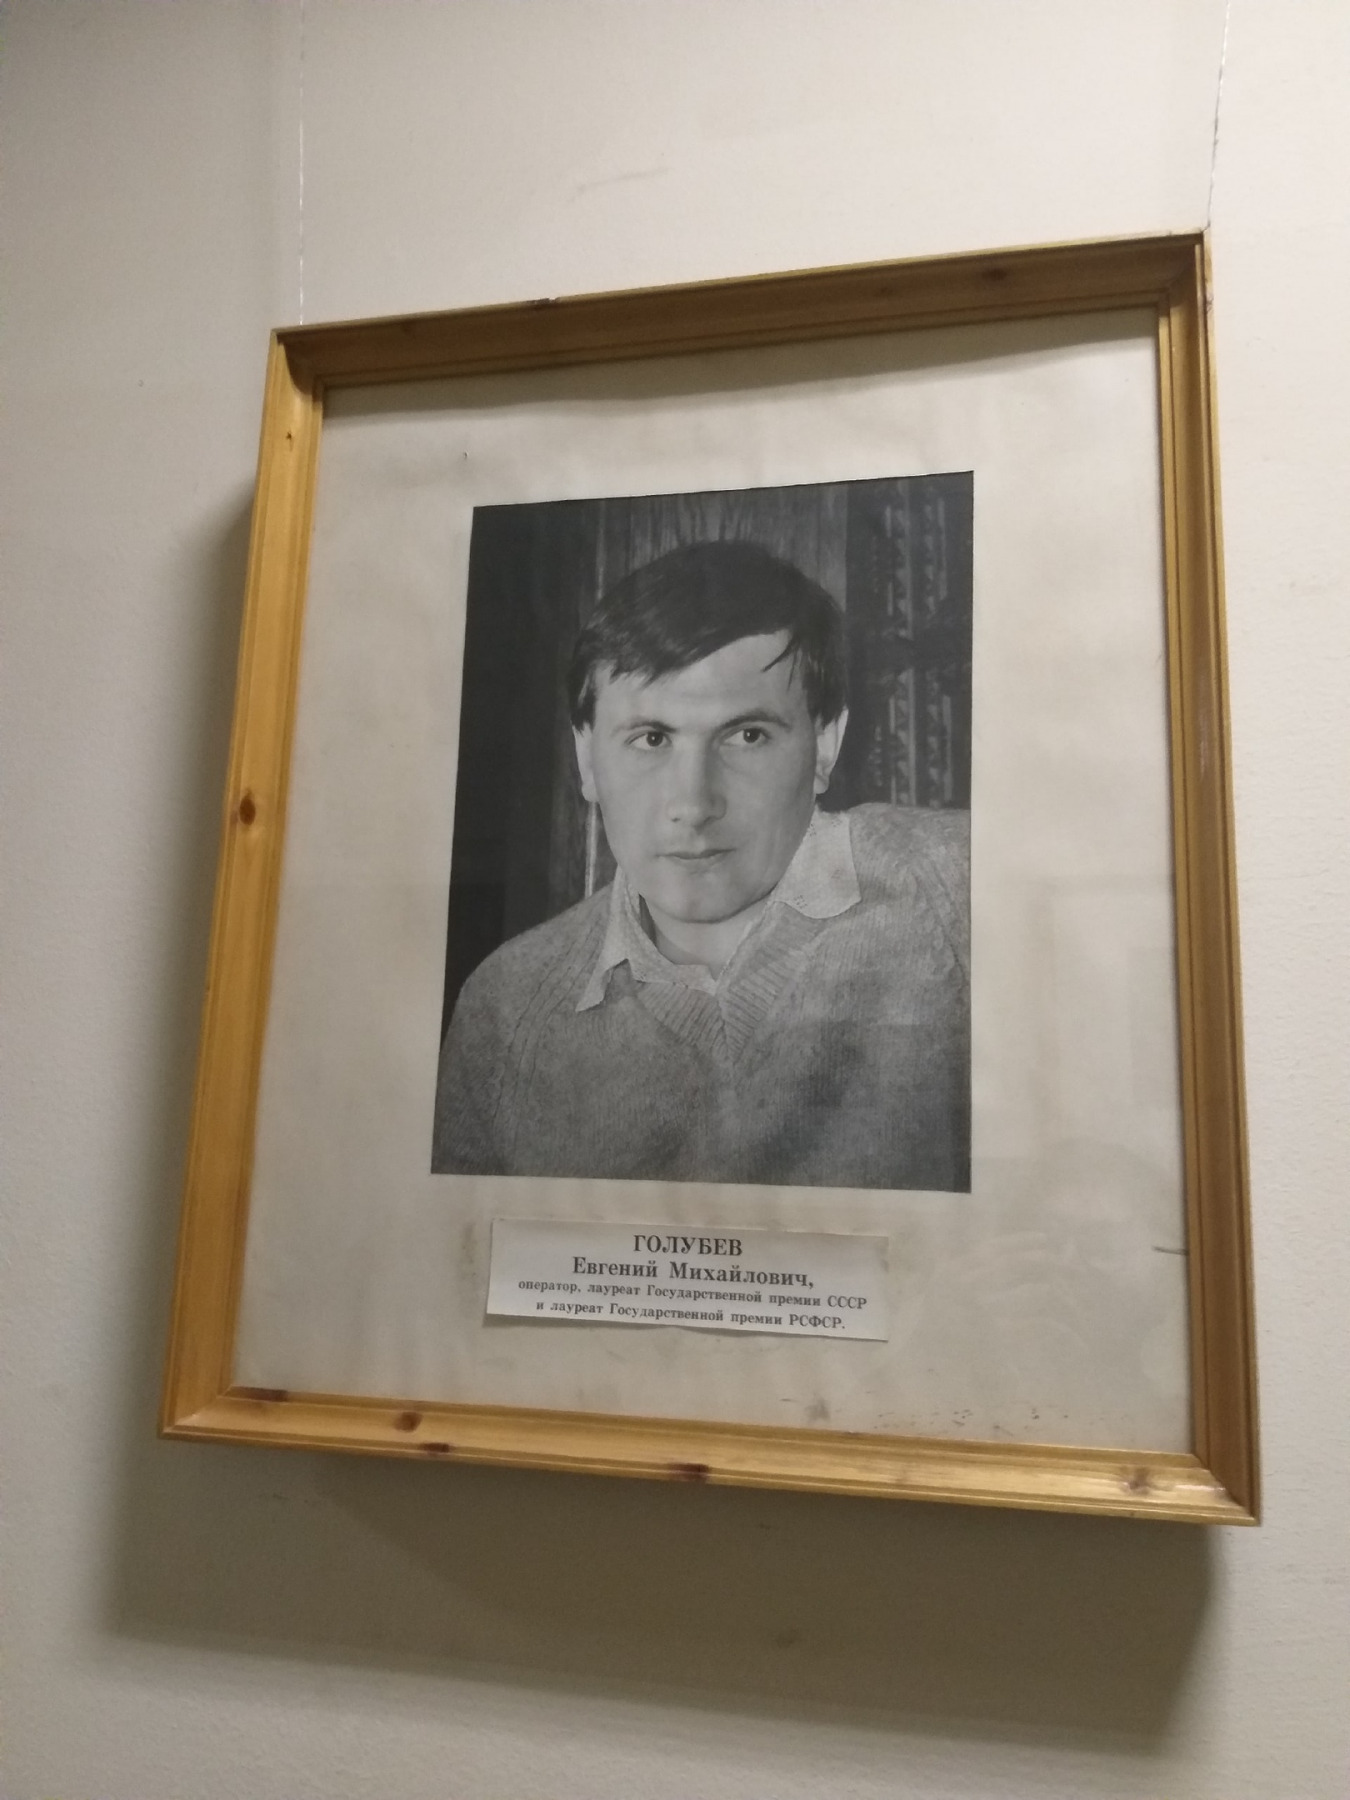 ГОЛУБЕВ
Евгений Михайлович,
оператор, лауреат Государственной премии СССР
и лауреат Государственной премии РСФСР.